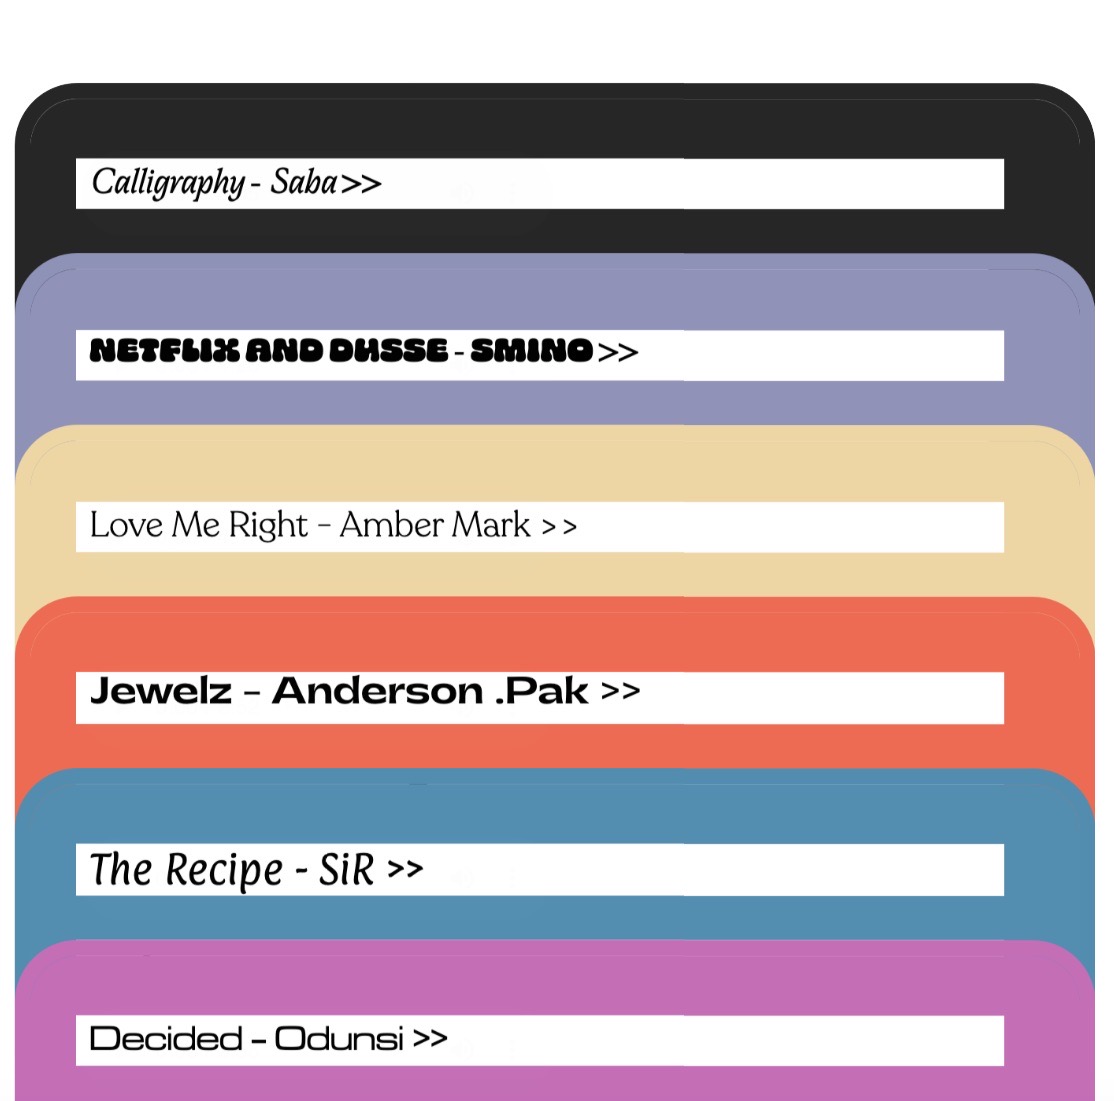 Calligraphy - Saba>>
NETFLIX AND DUSSE - SMINO>>
Love Me Right - Amber Mark >>
Jewelz - Anderson .Pak >>
The Recipe - SiR >>
Decided - Odunsi >>